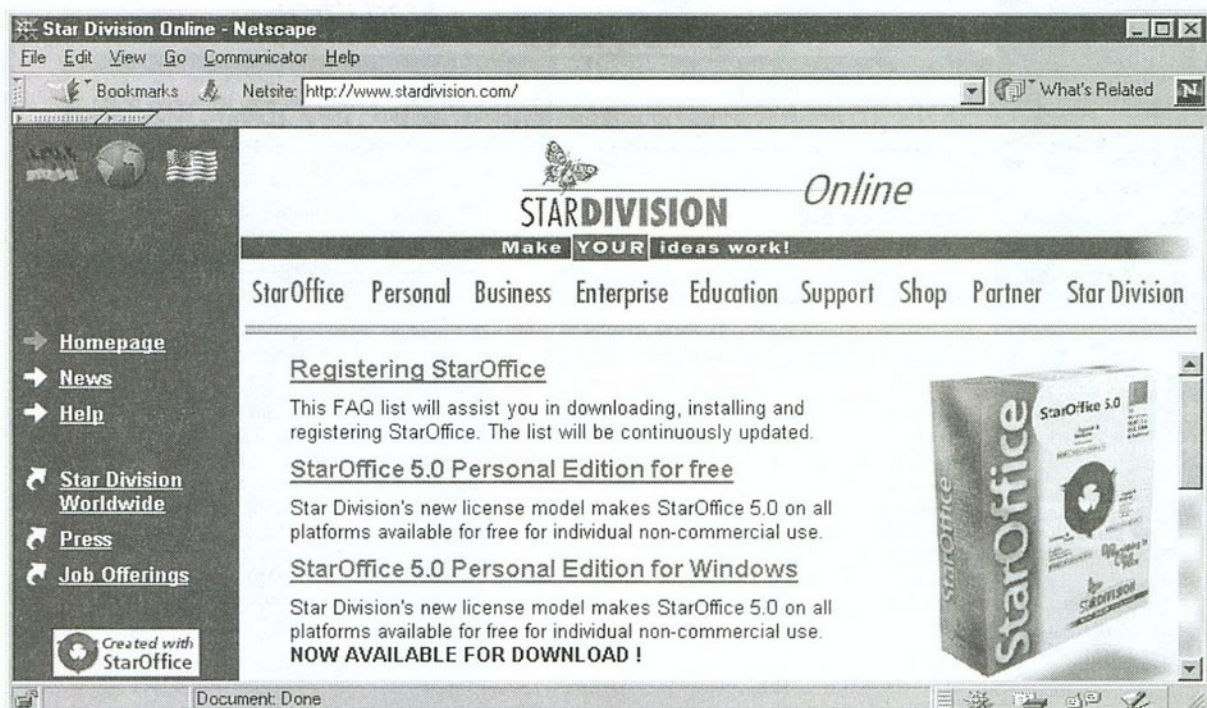 Star Division Online - Netscape
File Edit View Go Communicator Help
Bookmarks Netsite: http://www.stardivision.com/ What's Related N
STARDIVISION Online
Make YOUR ideas work!
StarOffice Personal Business Enterprise Education Support Shop Partner Star Division
Homepage
News
Help
Star Division
Worldwide
Press
Job Offerings
Created with
StarOffice
Registering StarOffice
This FAQ list will assist you in downloading, installing and
registering StarOffice. The list will be continuously updated.
StarOffice 5.0 Personal Edition for free
Star Division's new license model makes StarOffice 5.0 on all
platforms available for free for individual non-commercial use.
StarOffice 5.0 Personal Edition for Windows
Star Division's new license model makes StarOffice 5.0 on all
platforms available for free for individual non-commercial use.
NOW AVAILABLE FOR DOWNLOAD !
StarOffice
StarOffice
StarOffice 5.0
STARDIVISION
Document: Done